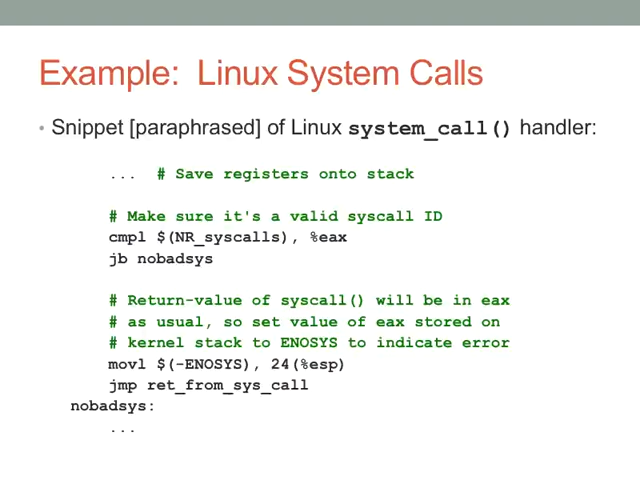 Example: Linux System Calls
• Snippet [paraphrased] of Linux system_call() handler:
... # Save registers onto stack
# Make sure it's a valid syscall ID
cmpl $(NR_syscalls), %eax
jb nobadsys
# Return-value of syscall() will be in eax
# as usual, so set value of eax stored on
# kernel stack to ENOSYS to indicate error
movl $(-ENOSYS), 24(%esp)
jmp ret_from_sys_call
nobadsys:
...